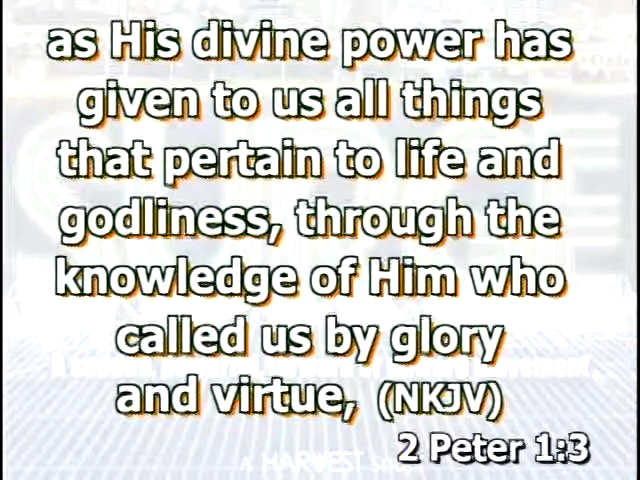 as His divine power has
given to us all things
that pertain to life and
godliness, through the
knowledge of Him who
called us by glory
and virtue, (NKJV)
2 Peter 1:3
A HARVEST